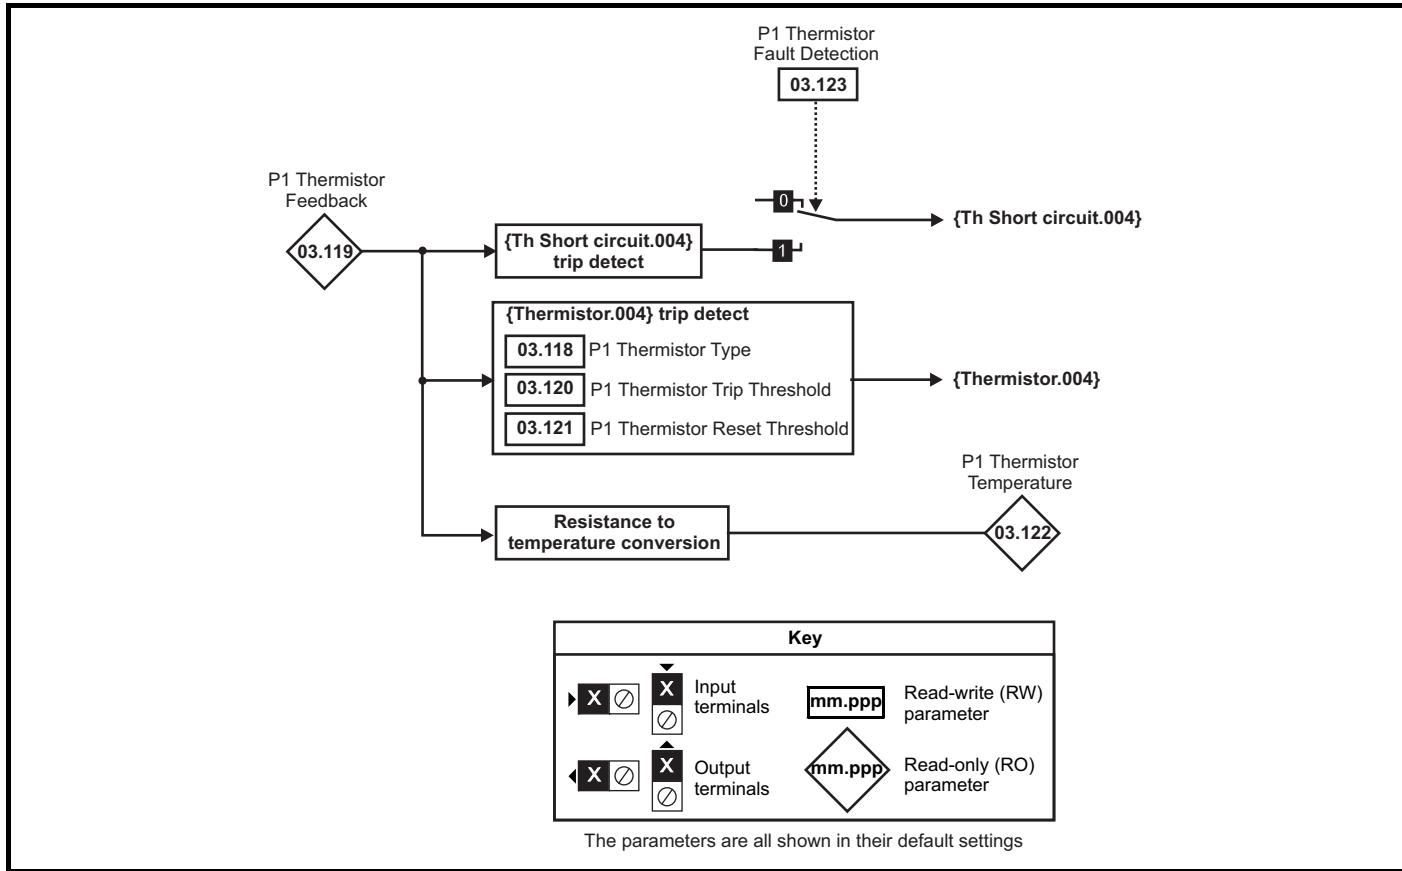 P1 Thermistor
Fault Detection
03.123
P1 Thermistor
Feedback
03.119
0
{Th Short circuit.004}
{Th Short circuit.004}
trip detect
1
{Thermistor.004} trip detect
03.118 P1 Thermistor Type
03.120 P1 Thermistor Trip Threshold
03.121 P1 Thermistor Reset Threshold
{Thermistor.004}
P1 Thermistor
Temperature
03.122
Resistance to
temperature conversion
Key
X
X
Input
terminals
mm.ppp
Read-write (RW)
parameter
X
X
Output
terminals
mm.ppp
Read-only (RO)
parameter
The parameters are all shown in their default settings